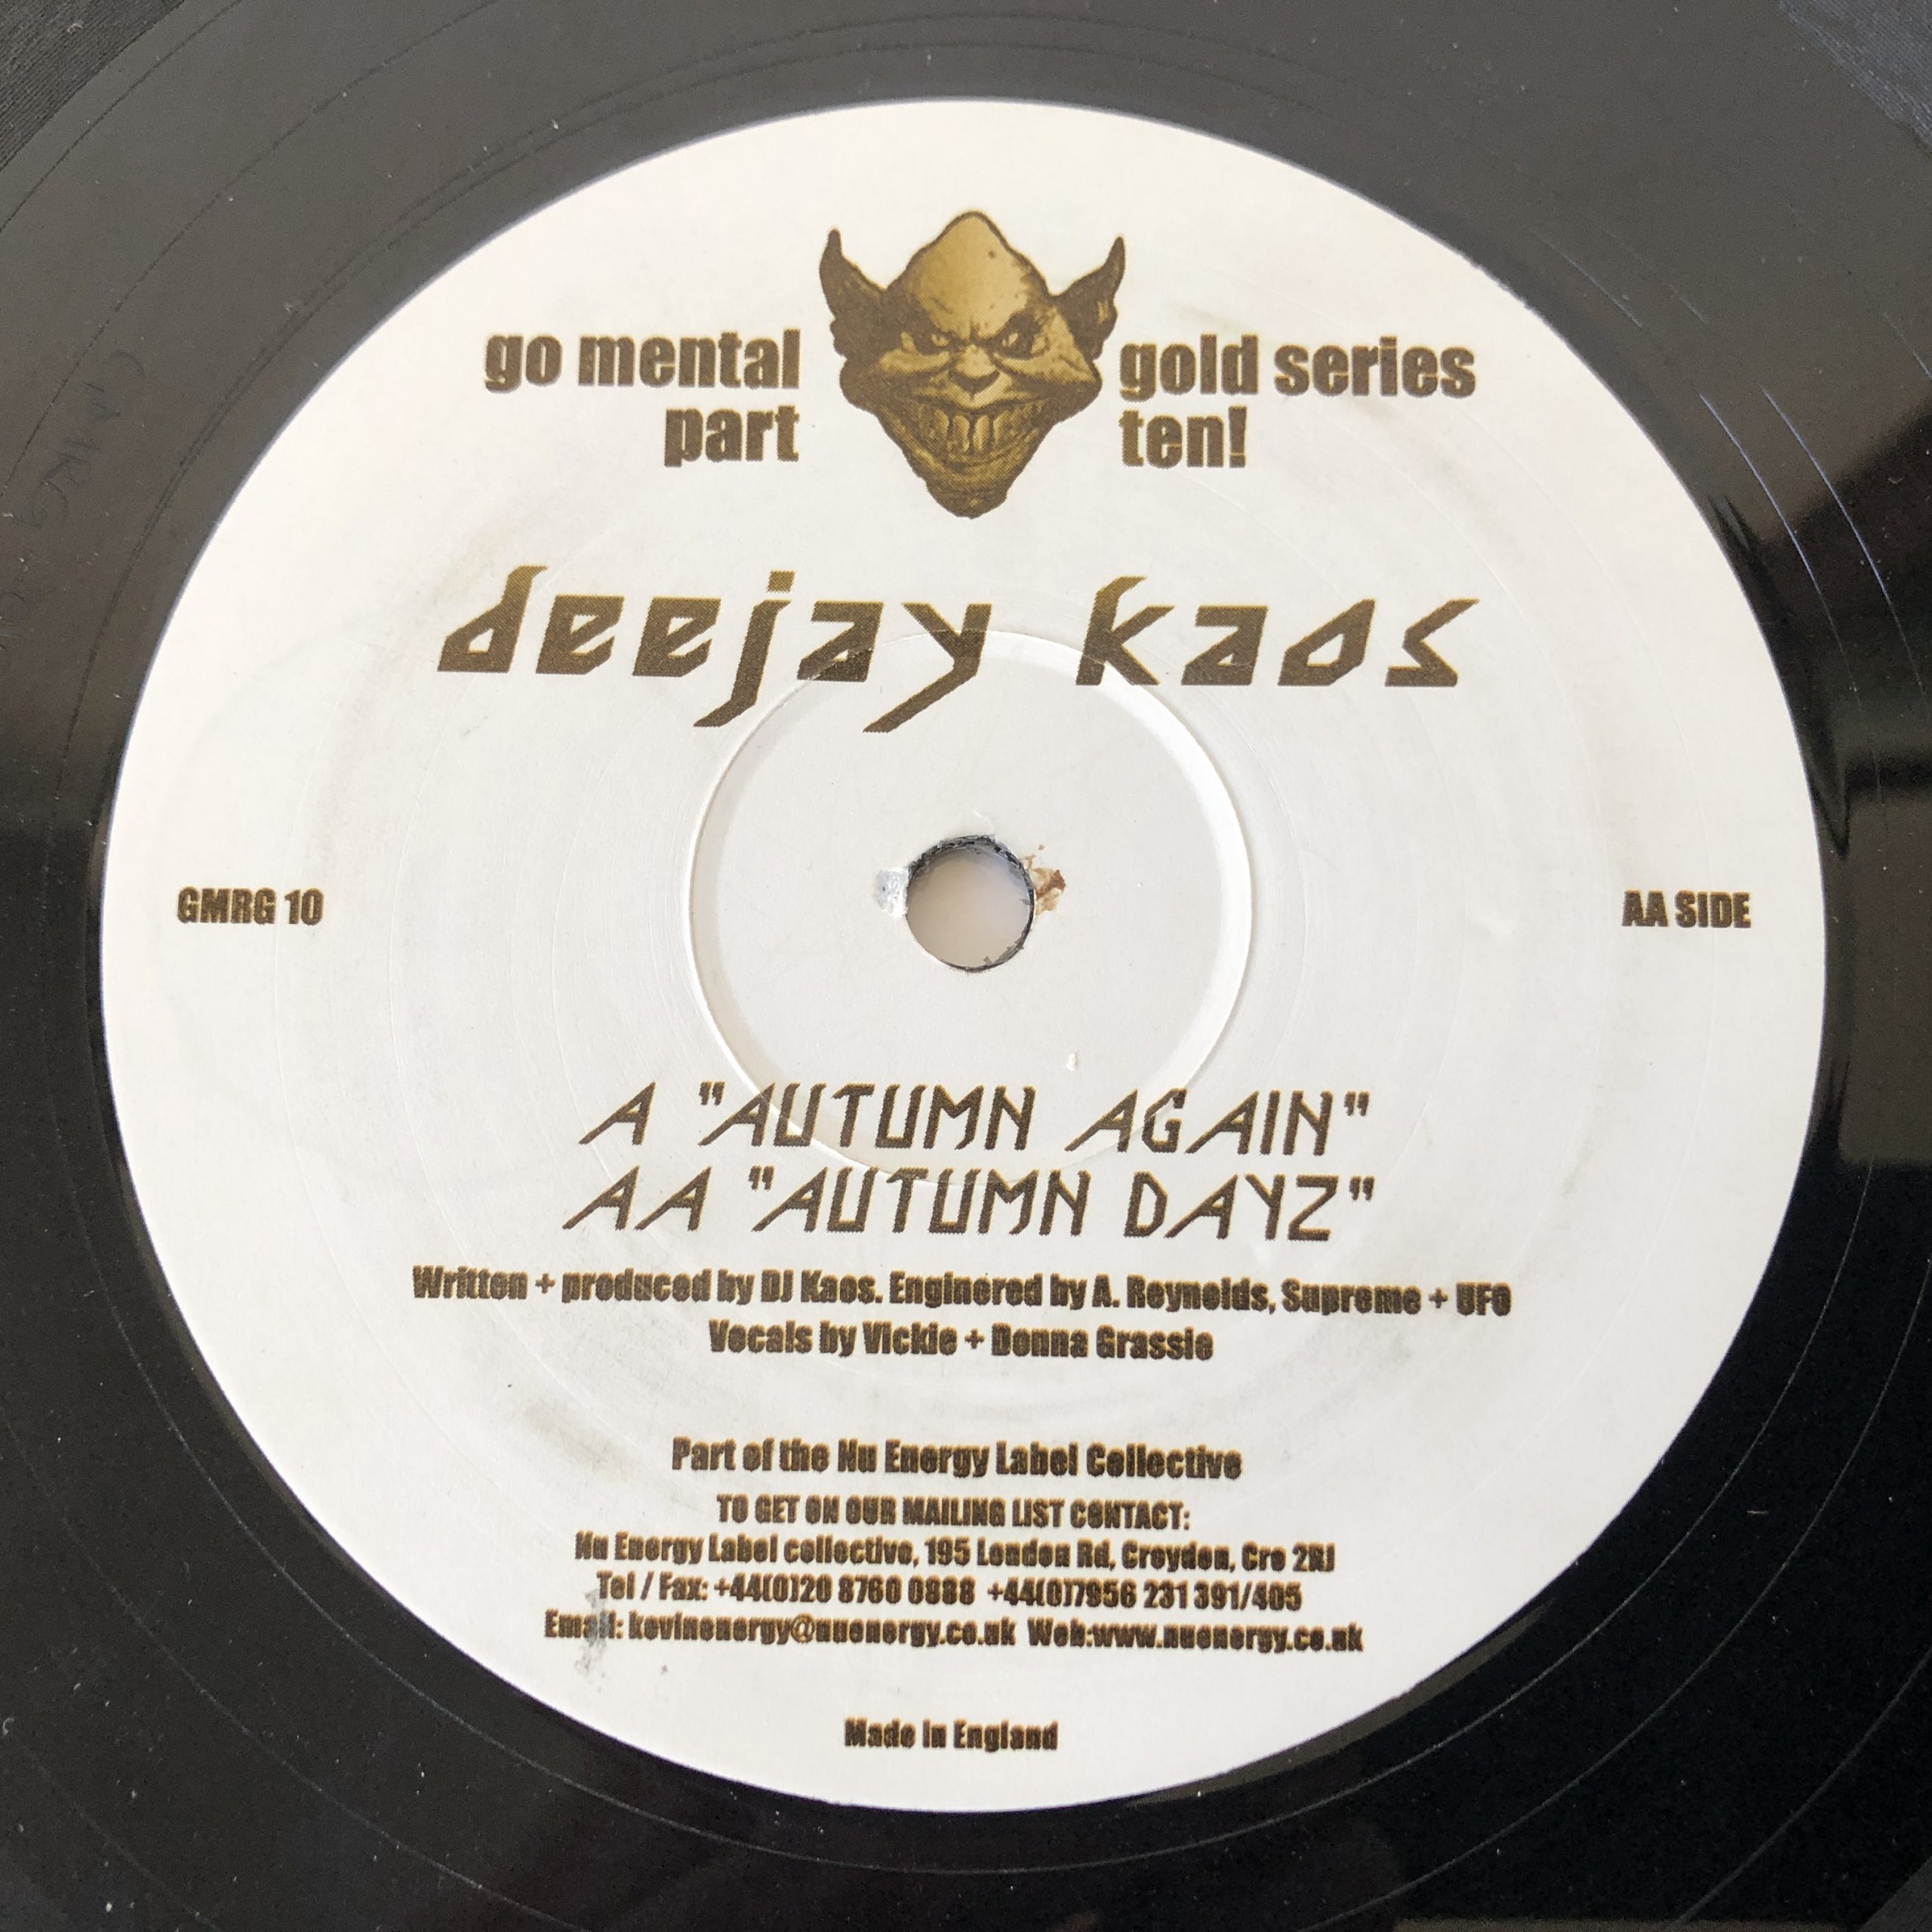 go mental gold series
part ten!
deejay kaos
GMRG 10 AA SIDE
A "AUTUMN AGAIN"
AA "AUTUMN DAYZ"
Written + produced by DJ Kaos. Enginered by A. Reynolds, Supreme + UFO
Vocals by Vickie + Donna Grassie
Part of the Nu Energy Label Collective
TO GET ON OUR MAILING LIST CONTACT:
Nu Energy Label collective, 195 London Rd, Croydon, Cro 2RJ
Tel / Fax: +44(0)20 8760 0888 +44(0)7956 231 391/405
Email: kevinenergy@nuenergy.co.uk Web:www.nuenergy.co.uk
Made in England